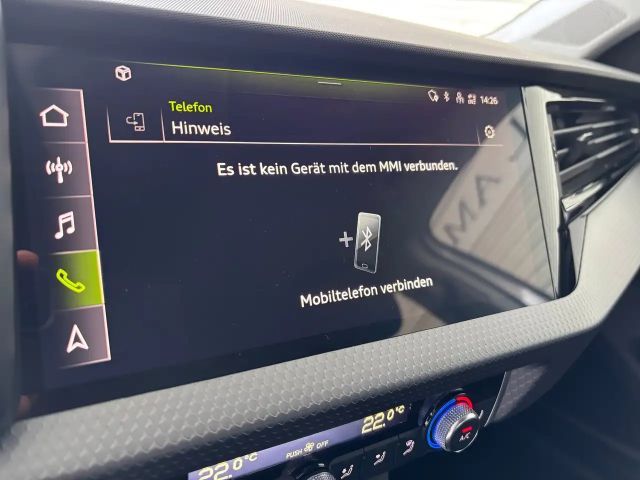 14:26
Telefon
Hinweis
Es ist kein Gerät mit dem MMI verbunden.
Mobiltelefon verbinden
22.0°C
PUSH OFF
22.0°C
A/C